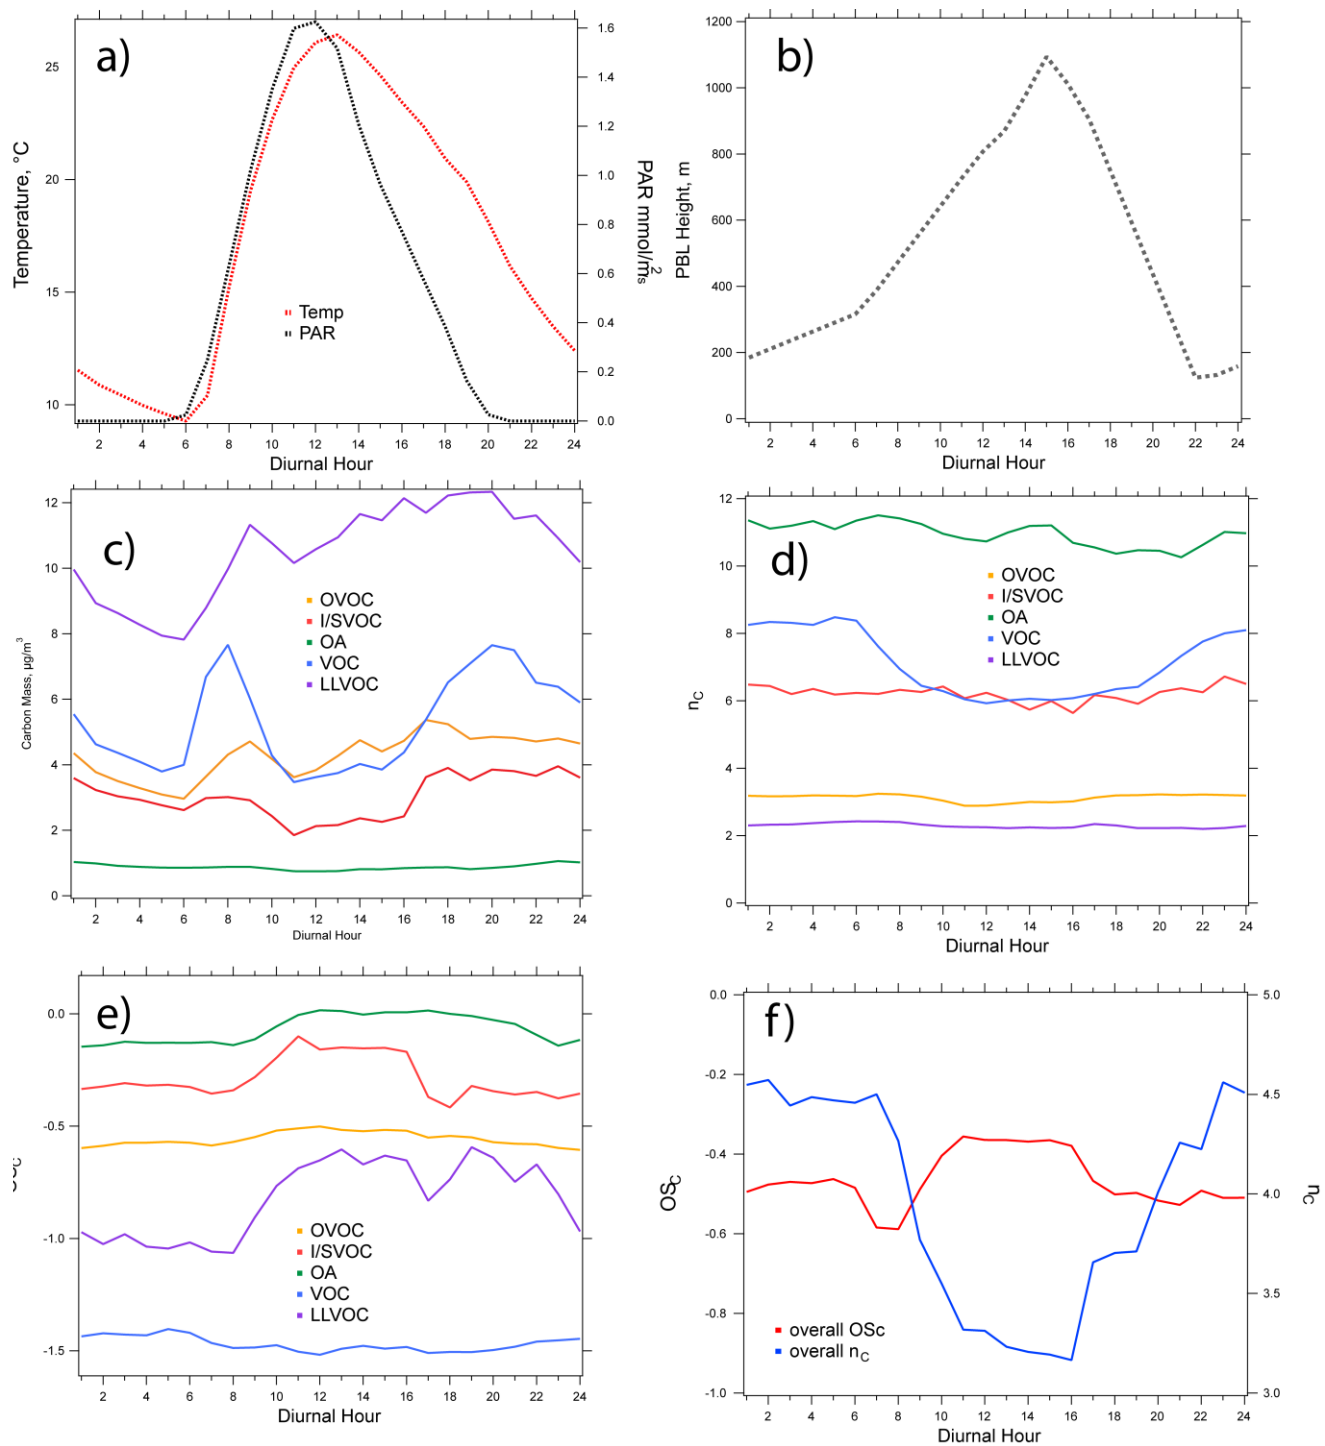 a)
25
20
15
10
Temperature, °C
1.6
1.4
1.2
1.0
0.8
0.6
0.4
0.2
0.0
PAR mmol/m²s
Temp
PAR
2 4 6 8 10 12 14 16 18 20 22 24
Diurnal Hour
b)
1200
1000
800
600
400
200
0
PBL Height, m
2 4 6 8 10 12 14 16 18 20 22 24
Diurnal Hour
c)
12
10
8
6
4
2
0
Carbon Mass, µg/m³
OVOC
I/SVOC
OA
VOC
LLVOC
2 4 6 8 10 12 14 16 18 20 22 24
Diurnal Hour
d)
12
10
8
6
4
2
0
nC
OVOC
I/SVOC
OA
VOC
LLVOC
2 4 6 8 10 12 14 16 18 20 22 24
Diurnal Hour
e)
0.0
-0.5
-1.0
-1.5
OVOC
I/SVOC
OA
VOC
LLVOC
2 4 6 8 10 12 14 16 18 20 22 24
Diurnal Hour
f)
0.0
-0.2
-0.4
-0.6
-0.8
-1.0
OSC
5.0
4.5
4.0
3.5
3.0
nC
overall OSc
overall nC
2 4 6 8 10 12 14 16 18 20 22 24
Diurnal Hour